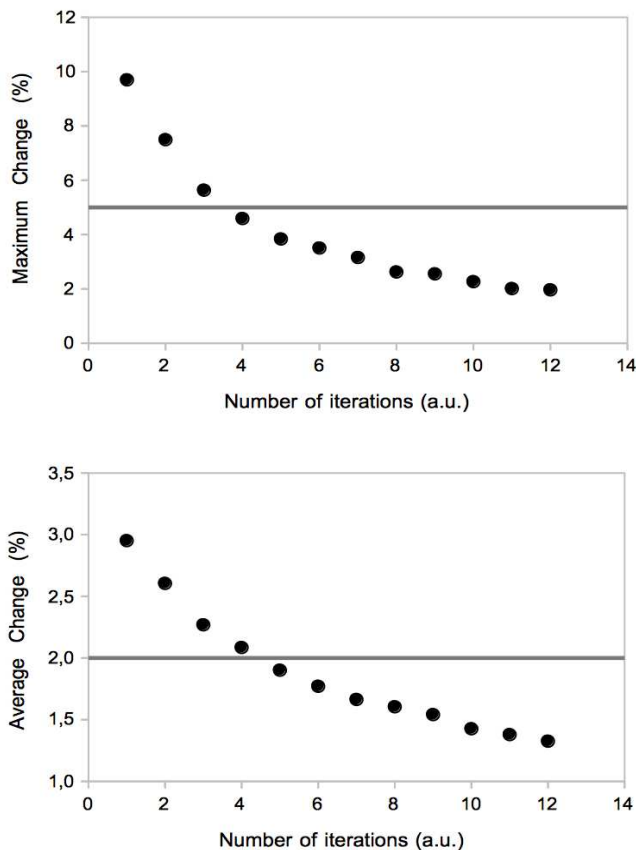 12
10
8
6
4
2
0
Maximum Change (%)
0 2 4 6 8 10 12 14
Number of iterations (a.u.)
3,5
3,0
2,5
2,0
1,5
1,0
Average Change (%)
0 2 4 6 8 10 12 14
Number of iterations (a.u.)